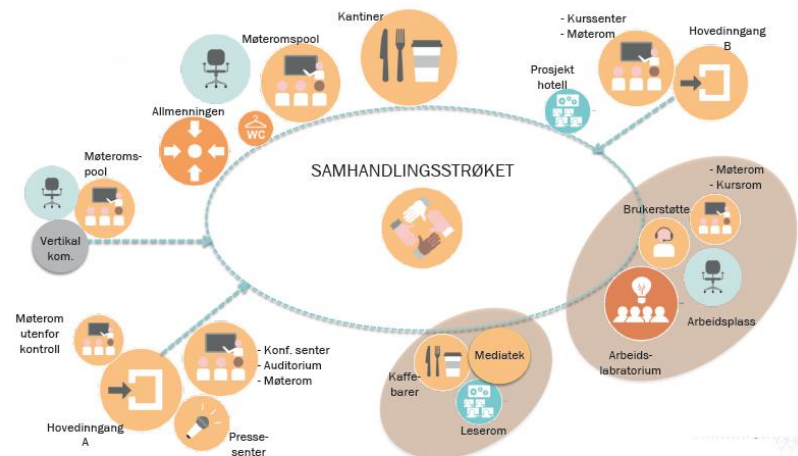 Kantiner
Møteromspool
- Kurssenter
- Møterom
Hovedinngang
B
Prosjekt
hotell
Allmenningen
WC
Møteroms-
pool
SAMHANDLINGSSTRØKET
- Møterom
- Kursrom
Brukerstøtte
Vertikal
kom.
Arbeidsplass
Møterom
utenfor
kontroll
- Konf. senter
- Auditorium
- Møterom
Mediatek
Kaffe-
barer
Arbeids-
labratorium
Leserom
Hovedinngang
A
Presse-
senter